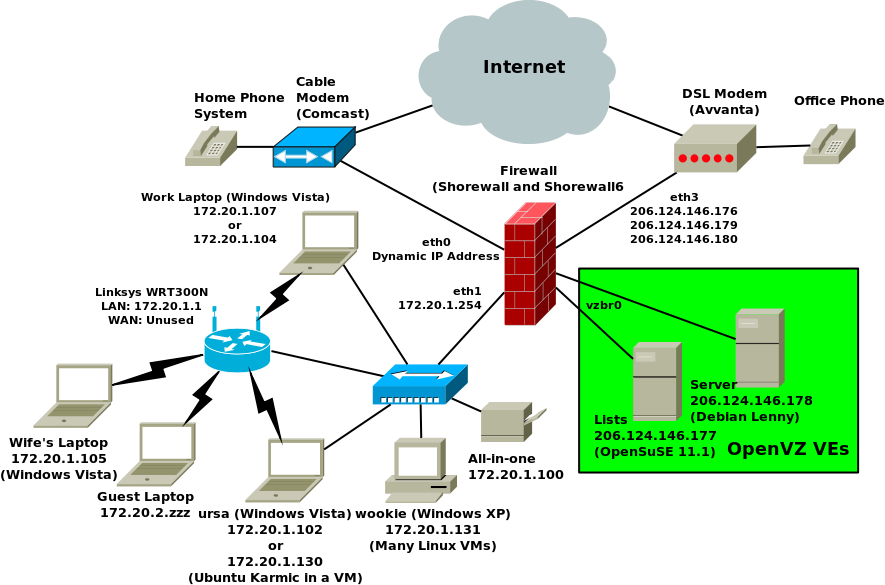 Internet
Cable
Modem
(Comcast)
Home Phone
System
DSL Modem
(Avvanta)
Office Phone
Firewall
(Shorewall and Shorewall6
Work Laptop (Windows Vista)
172.20.1.107
or
172.20.1.104
eth3
206.124.146.176
206.124.146.179
206.124.146.180
eth0
Dynamic IP Address
eth1
172.20.1.254
vzbr0
Linksys WRT300N
LAN: 172.20.1.1
WAN: Unused
Server
206.124.146.178
(Debian Lenny)
Lists
206.124.146.177
(OpenSuSE 11.1)
OpenVZ VEs
Wife's Laptop
172.20.1.105
(Windows Vista)
Guest Laptop
172.20.2.zzz
ursa (Windows Vista)
172.20.1.102
or
172.20.1.130
(Ubuntu Karmic in a VM)
wookie (Windows XP)
172.20.1.131
(Many Linux VMs)
All-in-one
172.20.1.100